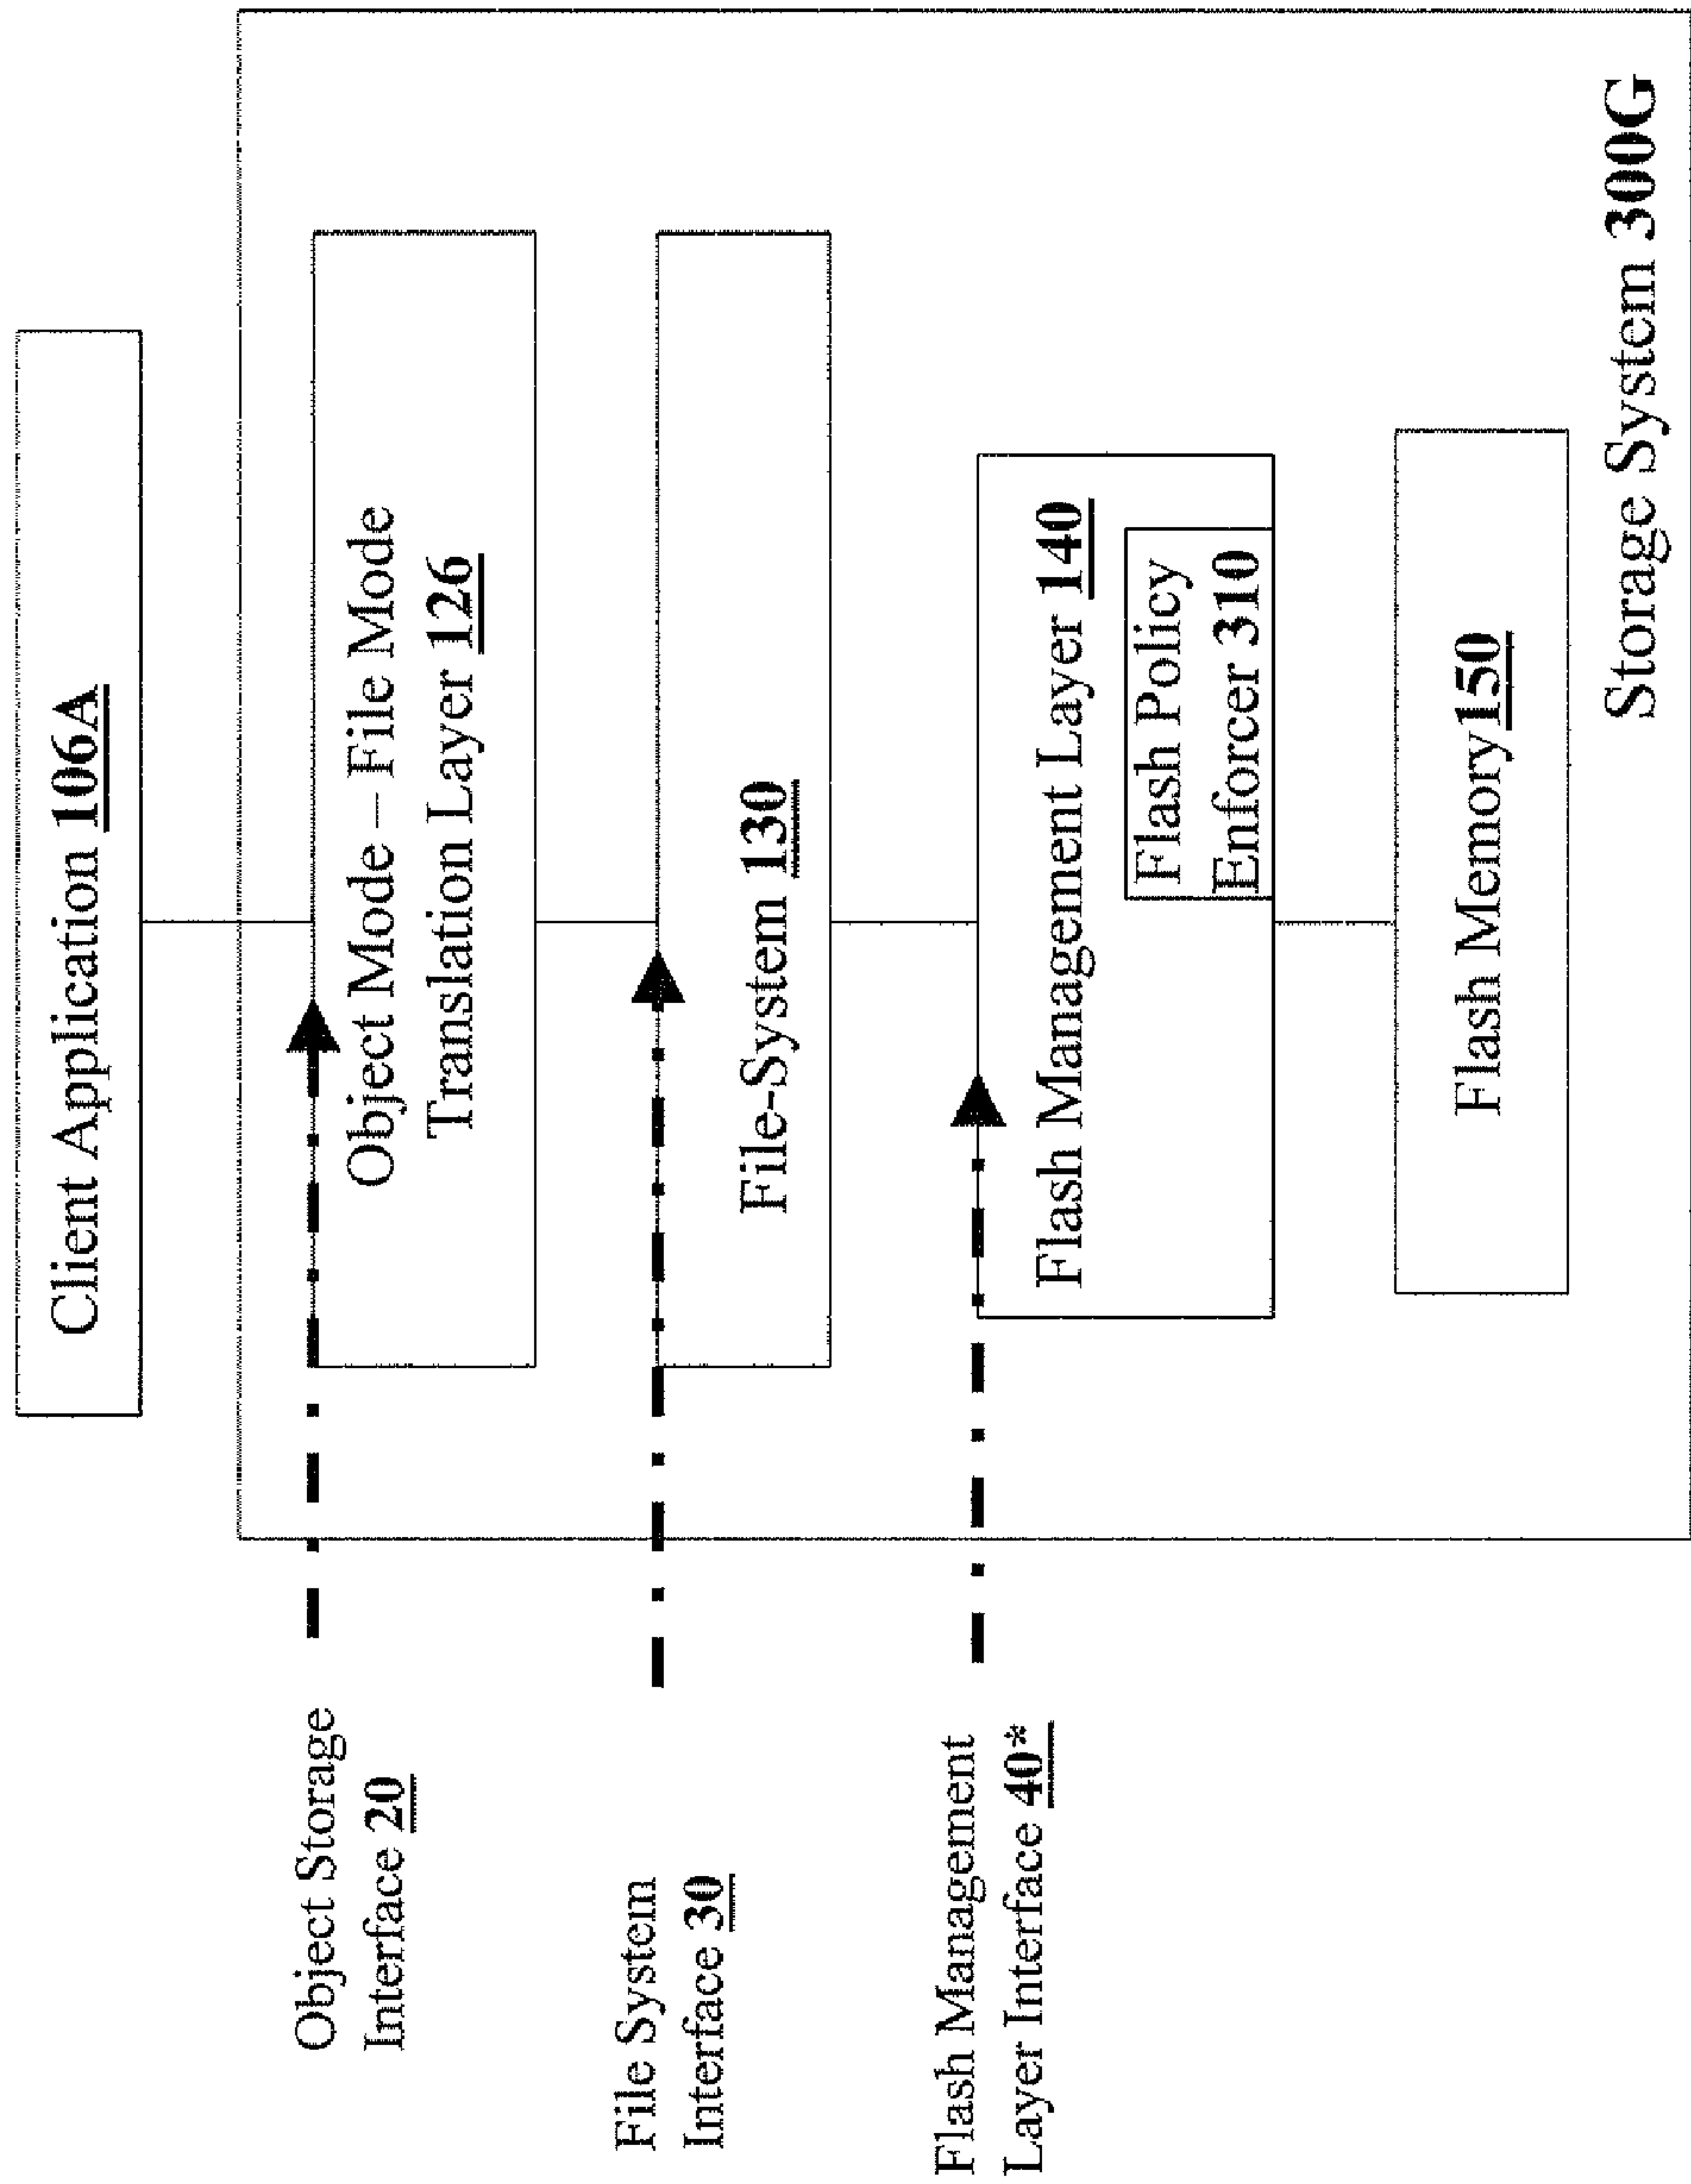 Client Application 106A
Object Storage
Interface 20
Object Mode – File Mode
Translation Layer 126
File System
Interface 30
File-System 130
Flash Management
Layer Interface 40*
Flash Management Layer 140
Flash Policy
Enforcer 310
Flash Memory150
Storage System 300G